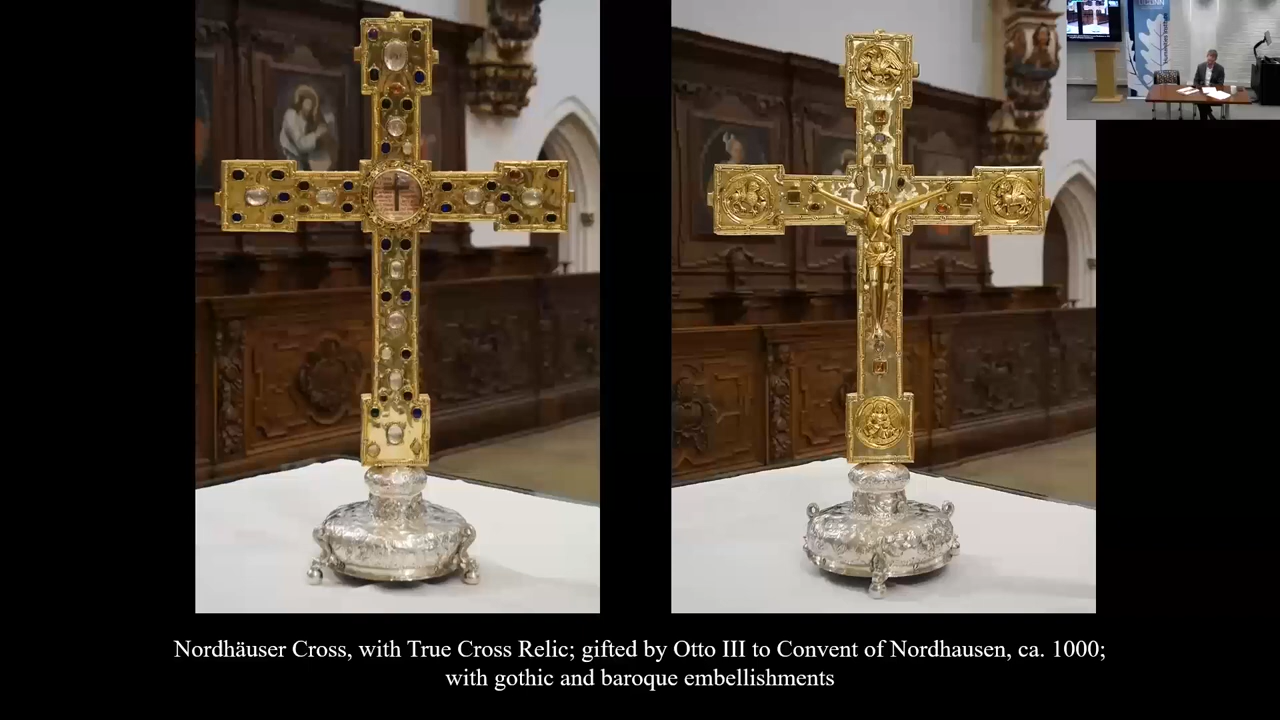 Nordhäuser Cross, with True Cross Relic; gifted by Otto III to Convent of Nordhausen, ca. 1000;
with gothic and baroque embellishments
UCONN